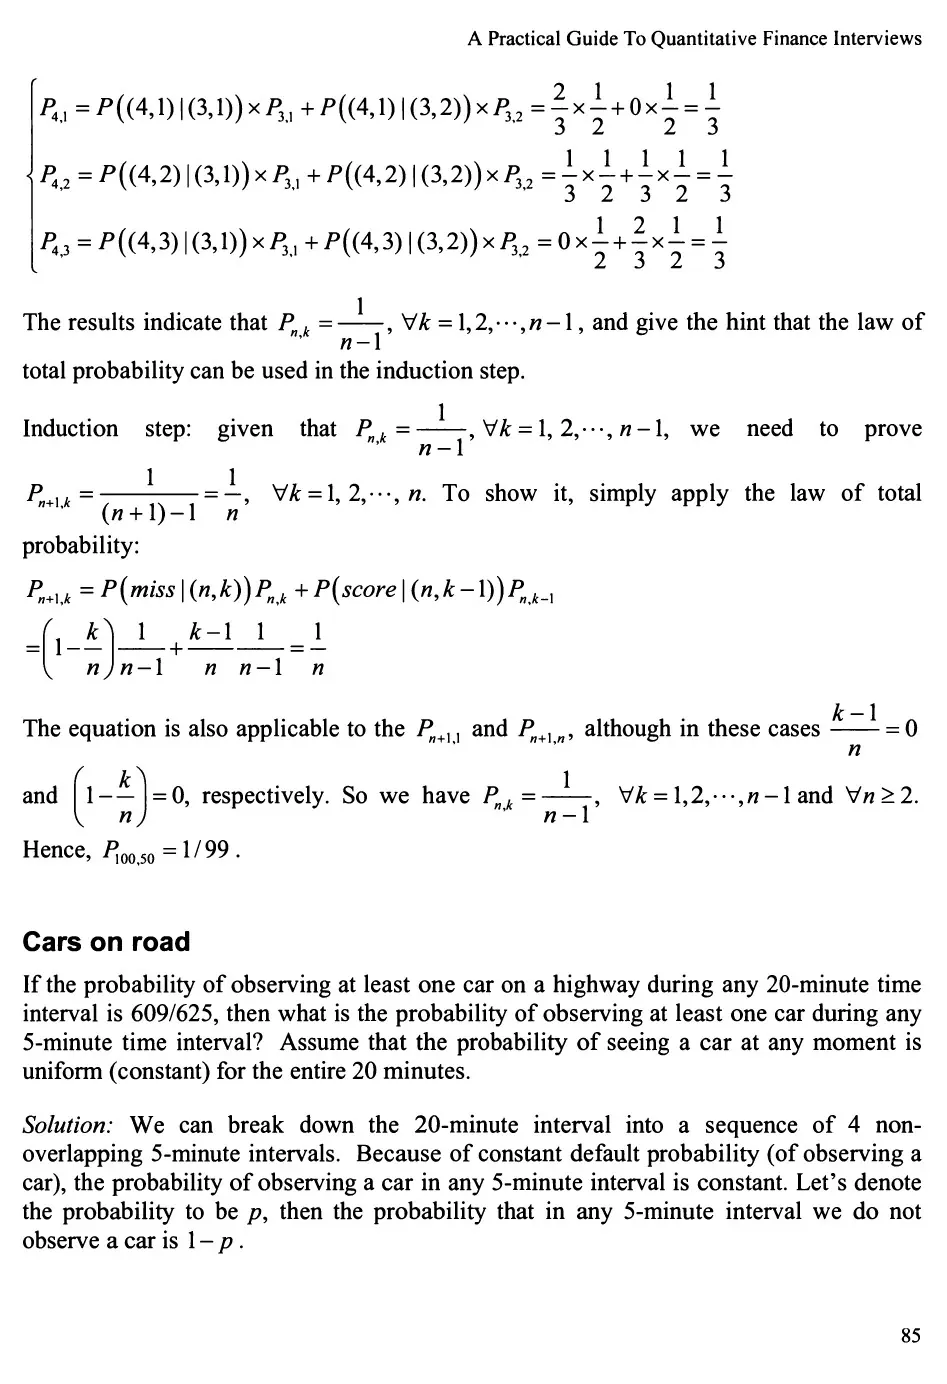 A Practical Guide To Quantitative Finance Interviews
P₄,₁ = P((4,1) | (3,1)) × P₃,₁ + P((4,1) | (3,2)) × P₃,₂ = 2/3 × 1/2 + 0 × 1/2 = 1/3
P₄,₂ = P((4,2) | (3,1)) × P₃,₁ + P((4,2) | (3,2)) × P₃,₂ = 1/3 × 1/2 + 1/3 × 1/2 = 1/3
P₄,₃ = P((4,3) | (3,1)) × P₃,₁ + P((4,3) | (3,2)) × P₃,₂ = 0 × 1/2 + 2/3 × 1/2 = 1/3
The results indicate that Pₙ,ₖ = 1/(n−1), ∀k = 1,2,⋯,n−1, and give the hint that the law of
total probability can be used in the induction step.
Induction step: given that Pₙ,ₖ = 1/(n−1), ∀k = 1, 2,⋯, n−1, we need to prove
Pₙ₊₁,ₖ = 1/((n+1)−1) = 1/n, ∀k = 1, 2,⋯, n. To show it, simply apply the law of total
probability:
Pₙ₊₁,ₖ = P(miss | (n,k)) Pₙ,ₖ + P(score | (n,k−1)) Pₙ,ₖ₋₁
= (1 − k/n) 1/(n−1) + (k−1)/n 1/(n−1) = 1/n
The equation is also applicable to the Pₙ₊₁,₁ and Pₙ₊₁,ₙ, although in these cases (k−1)/n = 0
and (1 − k/n) = 0, respectively. So we have Pₙ,ₖ = 1/(n−1), ∀k = 1,2,⋯,n−1 and ∀n ≥ 2.
Hence, P₁₀₀,₅₀ = 1/99.
Cars on road
If the probability of observing at least one car on a highway during any 20-minute time
interval is 609/625, then what is the probability of observing at least one car during any
5-minute time interval? Assume that the probability of seeing a car at any moment is
uniform (constant) for the entire 20 minutes.
Solution: We can break down the 20-minute interval into a sequence of 4 non-
overlapping 5-minute intervals. Because of constant default probability (of observing a
car), the probability of observing a car in any 5-minute interval is constant. Let's denote
the probability to be p, then the probability that in any 5-minute interval we do not
observe a car is 1− p.
85